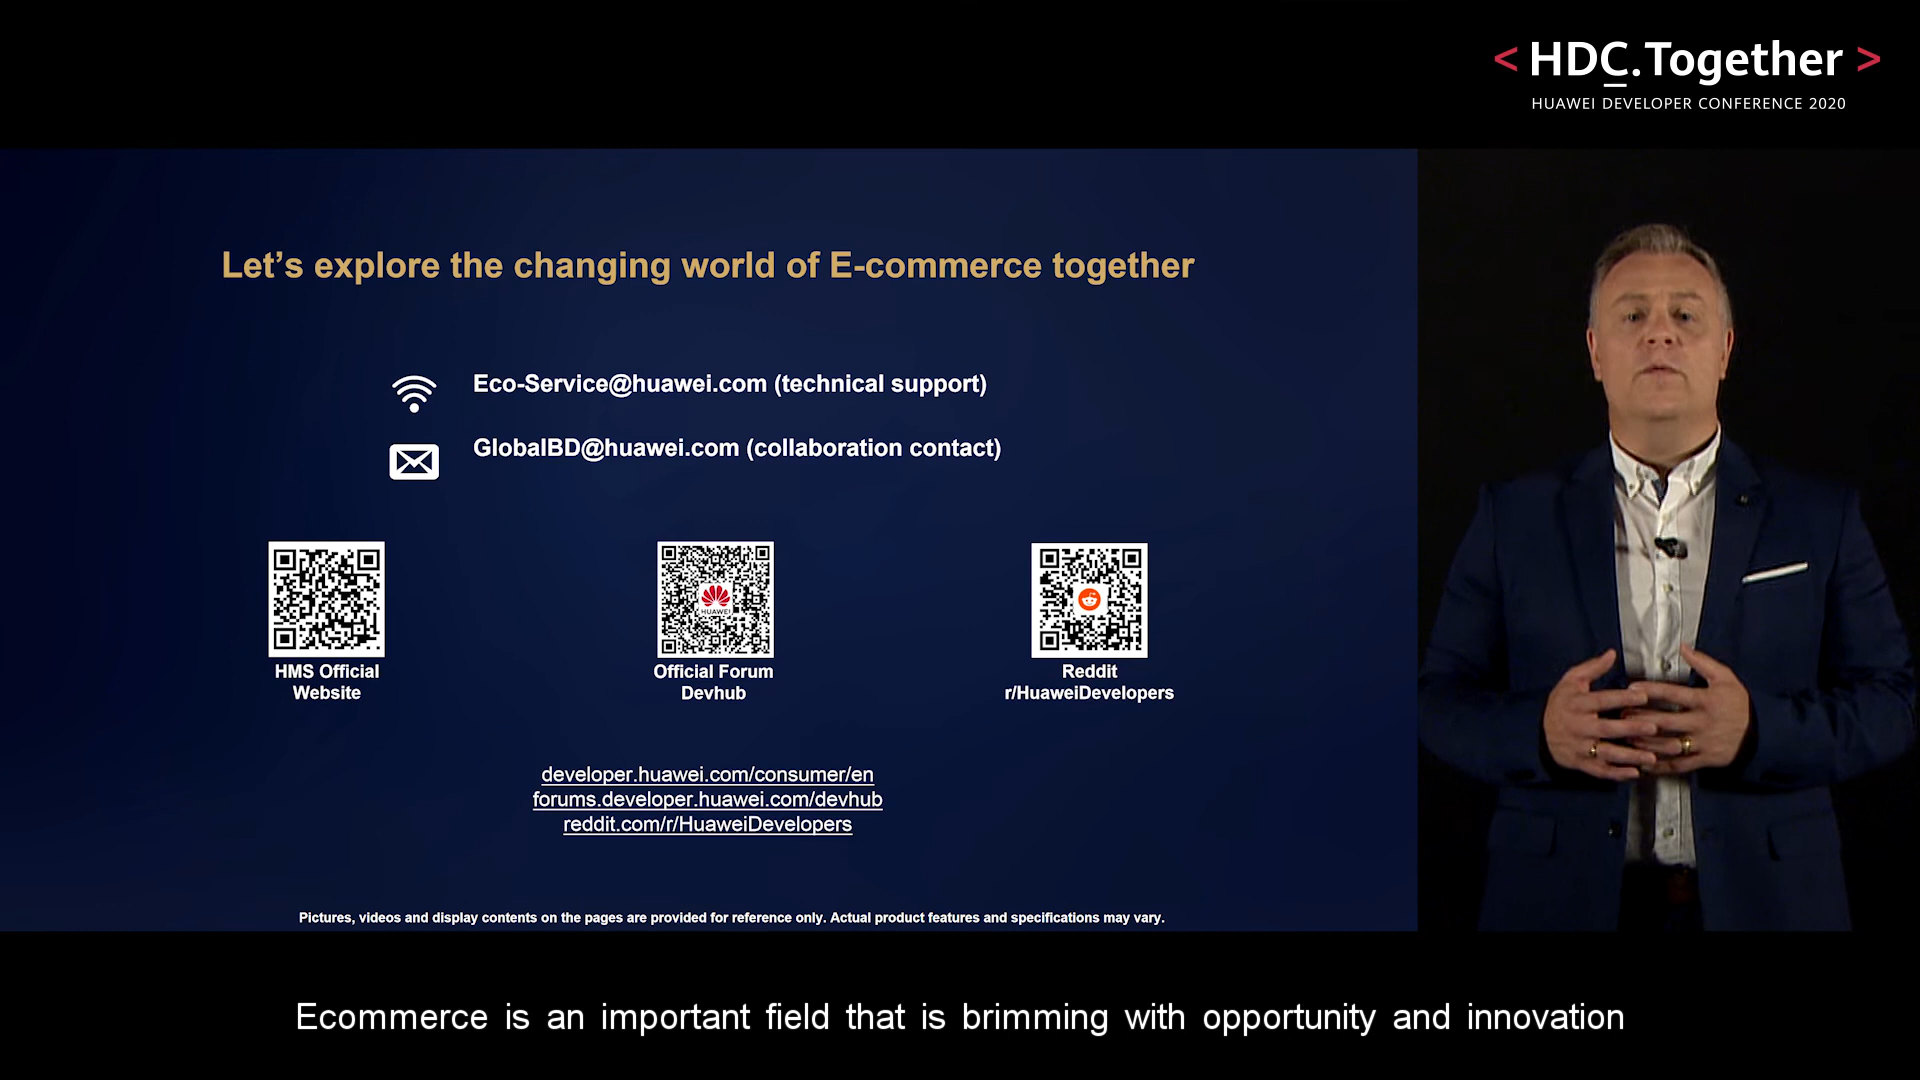 < HDC.Together >
HUAWEI DEVELOPER CONFERENCE 2020
Let’s explore the changing world of E-commerce together
Eco-Service@huawei.com (technical support)
GlobalBD@huawei.com (collaboration contact)
HUAWEI
HMS Official
Website
Official Forum
Devhub
Reddit
r/HuaweiDevelopers
developer.huawei.com/consumer/en
forums.developer.huawei.com/devhub
reddit.com/r/HuaweiDevelopers
Pictures, videos and display contents on the pages are provided for reference only. Actual product features and specifications may vary.
Ecommerce is an important field that is brimming with opportunity and innovation